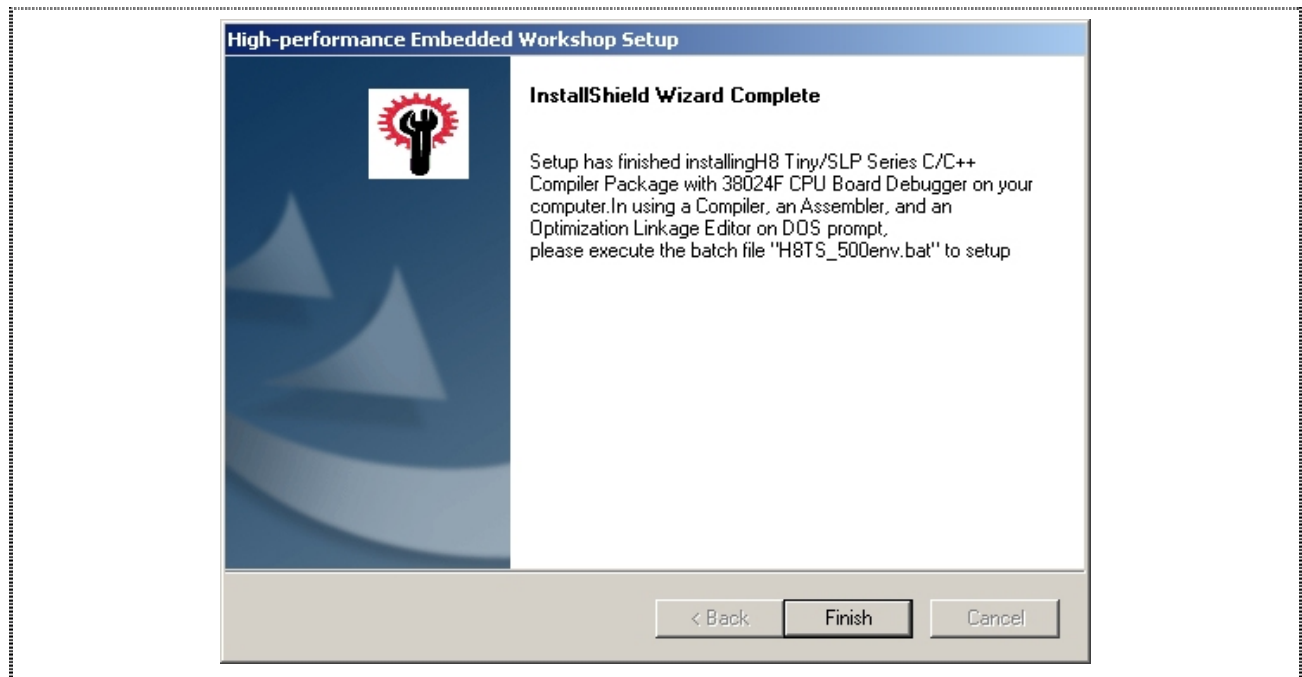 High-performance Embedded Workshop Setup
InstallShield Wizard Complete
Setup has finished installingH8 Tiny/SLP Series C/C++
Compiler Package with 38024F CPU Board Debugger on your
computer.In using a Compiler, an Assembler, and an
Optimization Linkage Editor on DOS prompt,
please execute the batch file "H8TS_500env.bat" to setup
< Back
Finish
Cancel